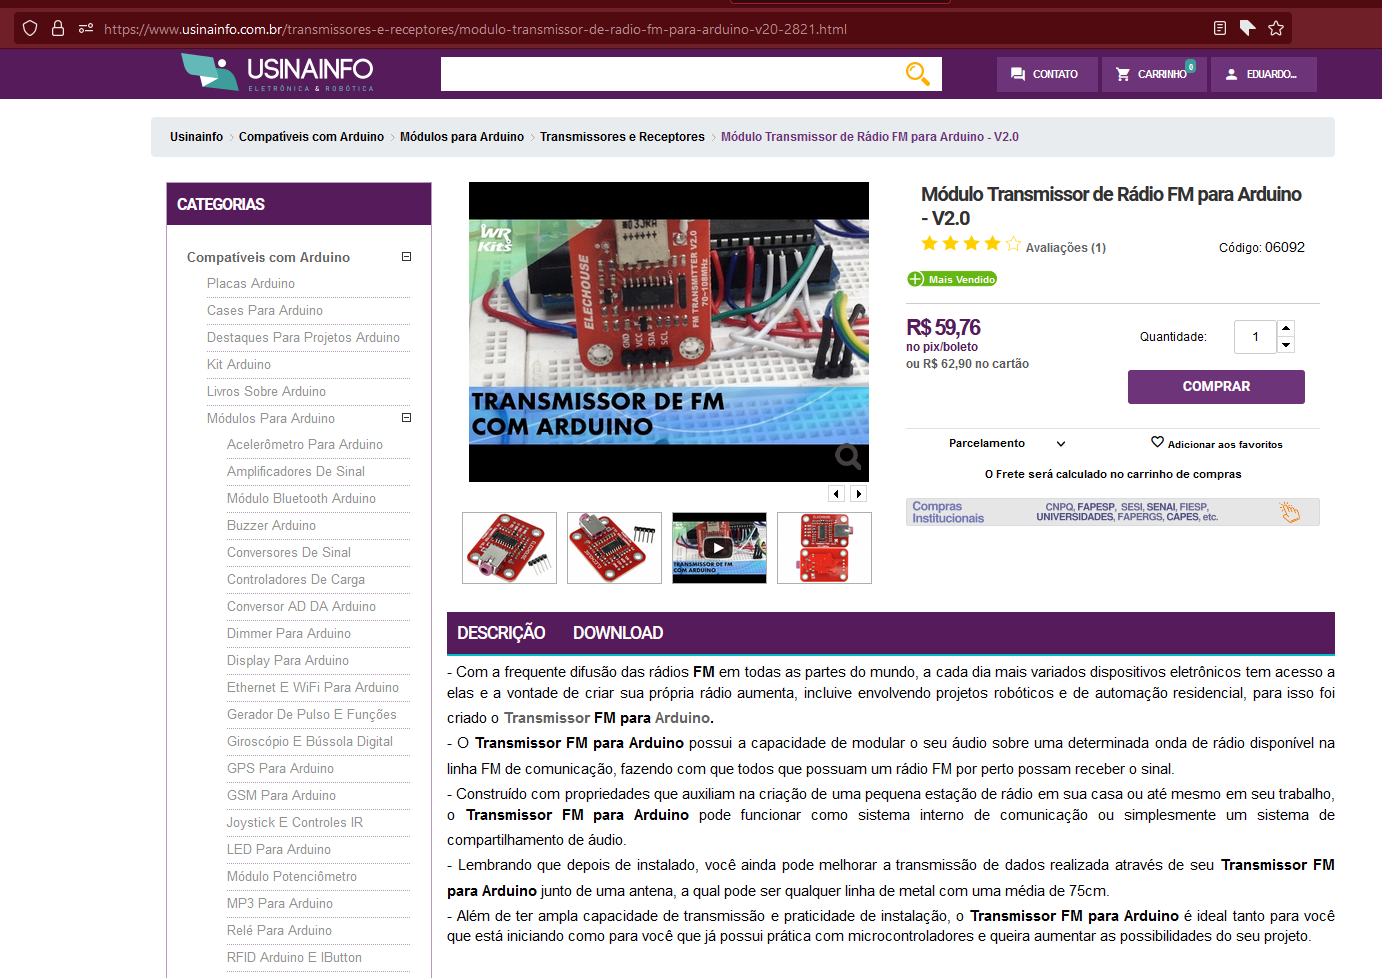 https://www.usinainfo.com.br/transmissores-e-receptores/modulo-transmissor-de-radio-fm-para-arduino-v20-2821.html
USINAINFO
ELETRÔNICA & ROBÓTICA
CONTATO
CARRINHO
0
EDUARDO...
Usinainfo > Compatíveis com Arduino > Módulos para Arduino > Transmissores e Receptores > Módulo Transmissor de Rádio FM para Arduino - V2.0
CATEGORIAS
Compatíveis com Arduino
Placas Arduino
Cases Para Arduino
Destaques Para Projetos Arduino
Kit Arduino
Livros Sobre Arduino
Módulos Para Arduino
Acelerômetro Para Arduino
Amplificadores De Sinal
Módulo Bluetooth Arduino
Buzzer Arduino
Conversores De Sinal
Controladores De Carga
Conversor AD DA Arduino
Dimmer Para Arduino
Display Para Arduino
Ethernet E WiFi Para Arduino
Gerador De Pulso E Funções
Giroscópio E Bússola Digital
GPS Para Arduino
GSM Para Arduino
Joystick E Controles IR
LED Para Arduino
Módulo Potenciômetro
MP3 Para Arduino
Relé Para Arduino
RFID Arduino E IButton
WR
Kits
ELECHOUSE
FM TRANSMITTER V2.0
70~108MHz
GND
VCC
SDA
SCL
TRANSMISSOR DE FM
COM ARDUINO
TRANSMISSOR DE FM
COM ARDUINO
Módulo Transmissor de Rádio FM para Arduino
- V2.0
Avaliações (1)
Código: 06092
Mais Vendido
R$ 59,76
no pix/boleto
ou R$ 62,90 no cartão
Quantidade:
1
COMPRAR
Parcelamento
Adicionar aos favoritos
O Frete será calculado no carrinho de compras
Compras
Institucionais
CNPQ, FAPESP, SESI, SENAI, FIESP,
UNIVERSIDADES, FAPERGS, CAPES, etc.
DESCRIÇÃO DOWNLOAD
- Com a frequente difusão das rádios FM em todas as partes do mundo, a cada dia mais variados dispositivos eletrônicos tem acesso a
elas e a vontade de criar sua própria rádio aumenta, incluive envolvendo projetos robóticos e de automação residencial, para isso foi
criado o Transmissor FM para Arduino.
- O Transmissor FM para Arduino possui a capacidade de modular o seu áudio sobre uma determinada onda de rádio disponível na
linha FM de comunicação, fazendo com que todos que possuam um rádio FM por perto possam receber o sinal.
- Construído com propriedades que auxiliam na criação de uma pequena estação de rádio em sua casa ou até mesmo em seu trabalho,
o Transmissor FM para Arduino pode funcionar como sistema interno de comunicação ou simplesmente um sistema de
compartilhamento de áudio.
- Lembrando que depois de instalado, você ainda pode melhorar a transmissão de dados realizada através de seu Transmissor FM
para Arduino junto de uma antena, a qual pode ser qualquer linha de metal com uma média de 75cm.
- Além de ter ampla capacidade de transmissão e praticidade de instalação, o Transmissor FM para Arduino é ideal tanto para você
que está iniciando como para você que já possui prática com microcontroladores e queira aumentar as possibilidades do seu projeto.